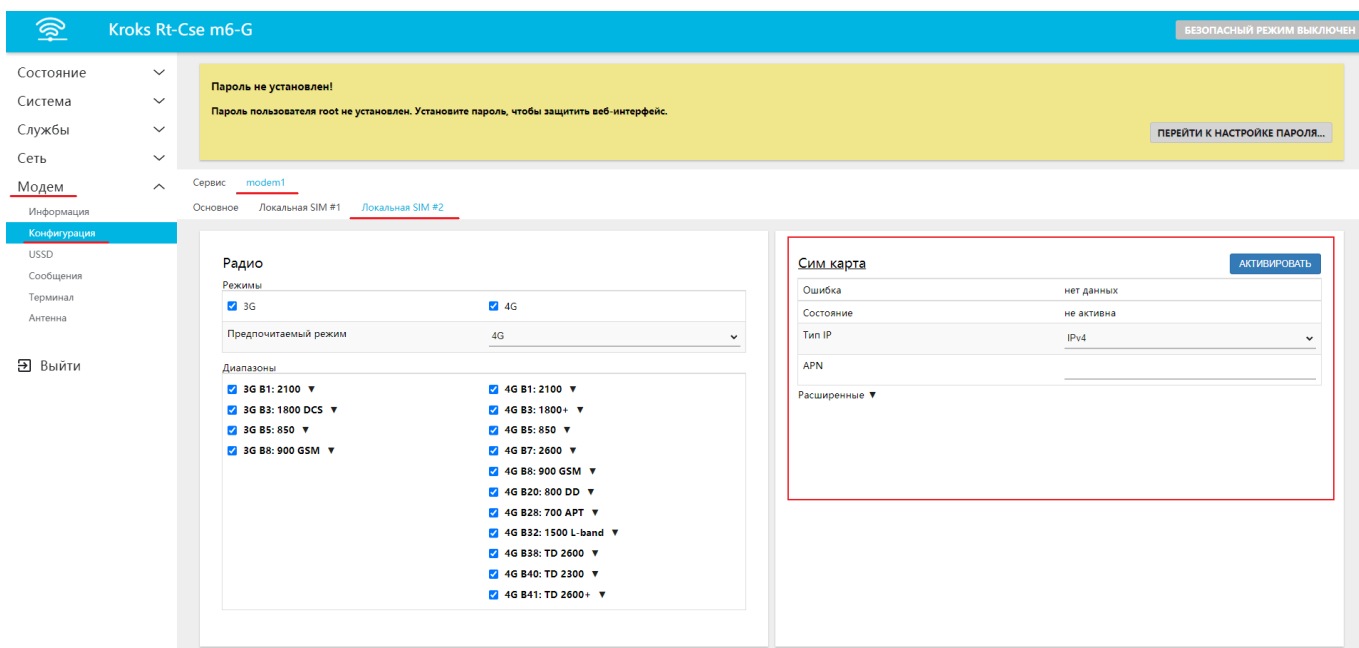 Kroks Rt-Cse m6-G
БЕЗОПАСНЫЙ РЕЖИМ ВЫКЛЮЧЕН
Состояние
Система
Службы
Сеть
Модем
Информация
Конфигурация
USSD
Сообщения
Терминал
Антенна
Выйти
Пароль не установлен!
Пароль пользователя root не установлен. Установите пароль, чтобы защитить веб-интерфейс.
ПЕРЕЙТИ К НАСТРОЙКЕ ПАРОЛЯ...
Сервис modem1
Основное Локальная SIM #1 Локальная SIM #2
Радио
Режимы
3G 4G
Предпочитаемый режим 4G
Диапазоны
3G B1: 2100 ▼ 4G B1: 2100 ▼
3G B3: 1800 DCS ▼ 4G B3: 1800+ ▼
3G B5: 850 ▼ 4G B5: 850 ▼
3G B8: 900 GSM ▼ 4G B7: 2600 ▼
4G B8: 900 GSM ▼
4G B20: 800 DD ▼
4G B28: 700 APT ▼
4G B32: 1500 L-band ▼
4G B38: TD 2600 ▼
4G B40: TD 2300 ▼
4G B41: TD 2600+ ▼
Сим карта АКТИВИРОВАТЬ
Ошибка нет данных
Состояние не активна
Тип IP IPv4
APN
Расширенные ▼